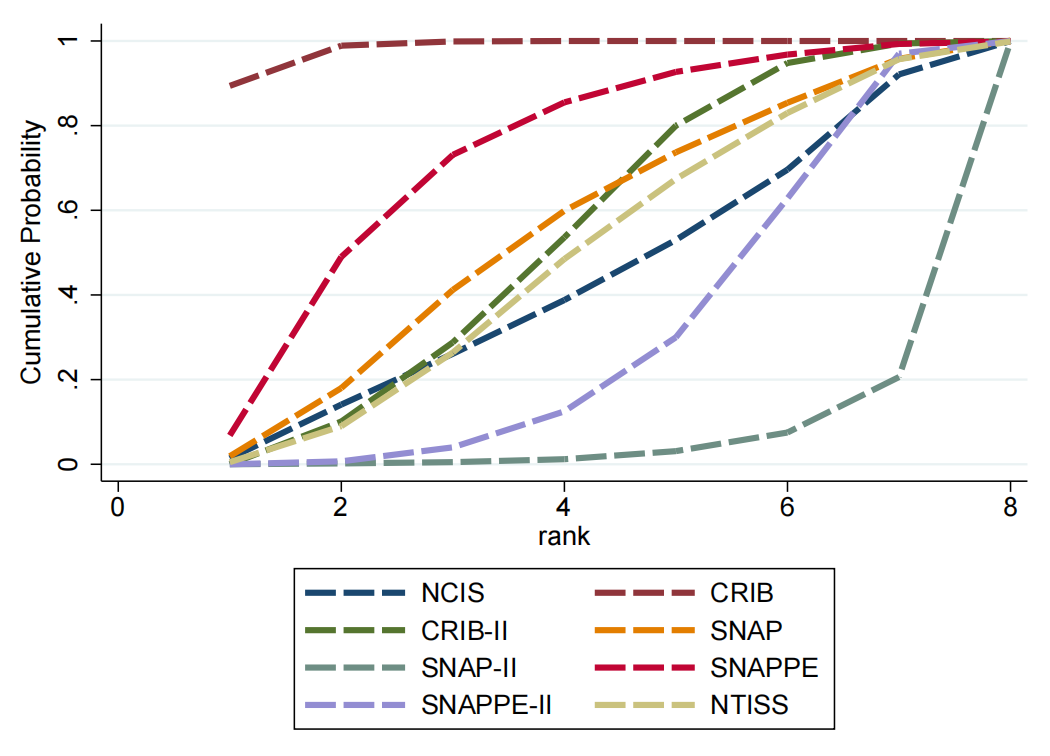 Cumulative Probability
1
.8
.6
.4
.2
0
0 2 4 6 8
rank
NCIS CRIB
CRIB-II SNAP
SNAP-II SNAPPE
SNAPPE-II NTISS